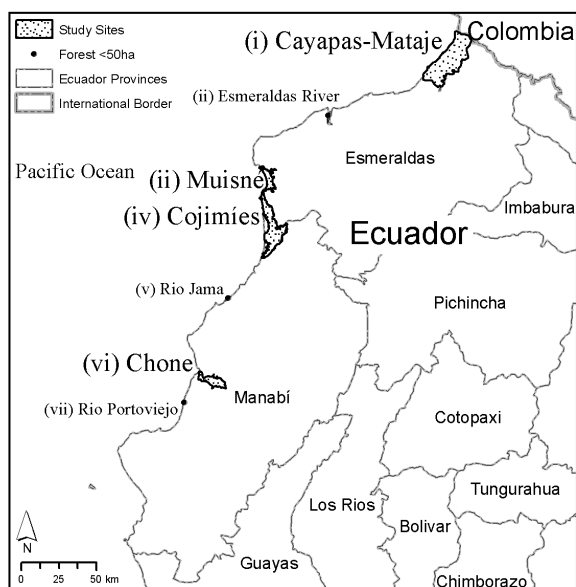 Study Sites
Forest <50ha
Ecuador Provinces
International Border
(i) Cayapas-Mataje
Colombia
(ii) Esmeraldas River
Esmeraldas
Pacific Ocean
(ii) Muisné
Imbabura
(iv) Cojimíes
Ecuador
(v) Rio Jama
Pichincha
(vi) Chone
Manabí
(vii) Rio Portoviejo
Cotopaxi
Tungurahua
Los Rios
Bolivar
Guayas
Chimborazo
N
0 25 50 km